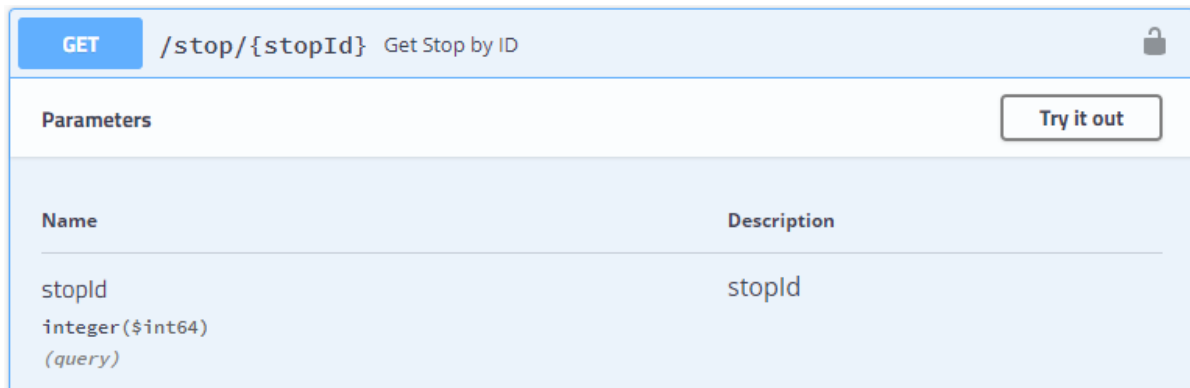 GET /stop/{stopId} Get Stop by ID
Parameters Try it out
Name Description
stopId stopId
integer($int64)
(query)